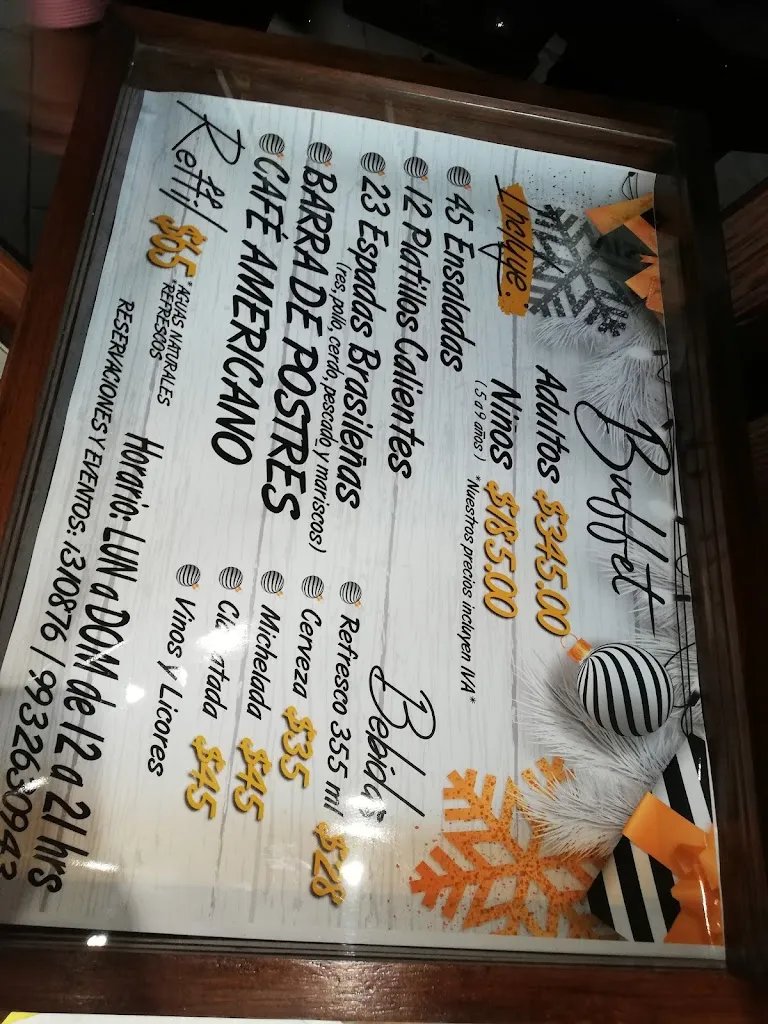 Buffet
Adultos $345.00
Niños $185.00
(5 a 9 años) *Nuestros precios incluyen IVA*
Incluye:
45 Ensaladas
12 Platillos Calientes
23 Espadas Brasileñas
(res, pollo, cerdo, pescado y mariscos)
BARRA DE POSTRES
CAFÉ AMERICANO
Refill $65 *AGUAS NATURALES
*REFRESCOS
Bebidas
Refresco 355 ml $28
Cerveza $35
Michelada $45
$45
Vinos y Licores
Horario: LUN a DOM de 12 a 21 hrs
RESERVACIONES Y EVENTOS: 1310876 / 9932630943